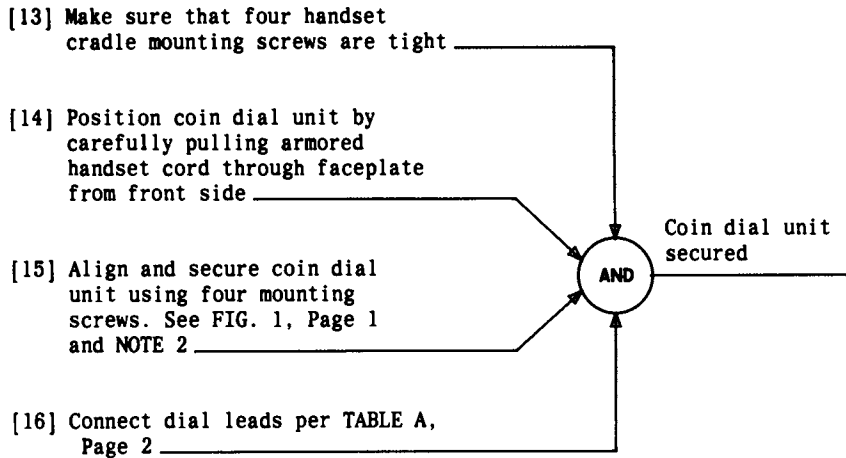 [13] Make sure that four handset
cradle mounting screws are tight
[14] Position coin dial unit by
carefully pulling armored
handset cord through faceplate
from front side
Coin dial unit
secured
AND
[15] Align and secure coin dial
unit using four mounting
screws. See FIG. 1, Page 1
and NOTE 2
[16] Connect dial leads per TABLE A,
Page 2